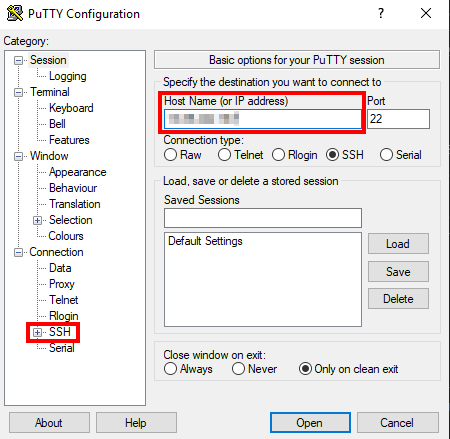 PuTTY Configuration
Category:
Session
Logging
Terminal
Keyboard
Bell
Features
Window
Appearance
Behaviour
Translation
Selection
Colours
Connection
Data
Proxy
Telnet
Rlogin
SSH
Serial
Basic options for your PuTTY session
Specify the destination you want to connect to
Host Name (or IP address) Port
22
Connection type:
Raw Telnet Rlogin SSH Serial
Load, save or delete a stored session
Saved Sessions
Default Settings
Load
Save
Delete
Close window on exit:
Always Never Only on clean exit
About Help Open Cancel